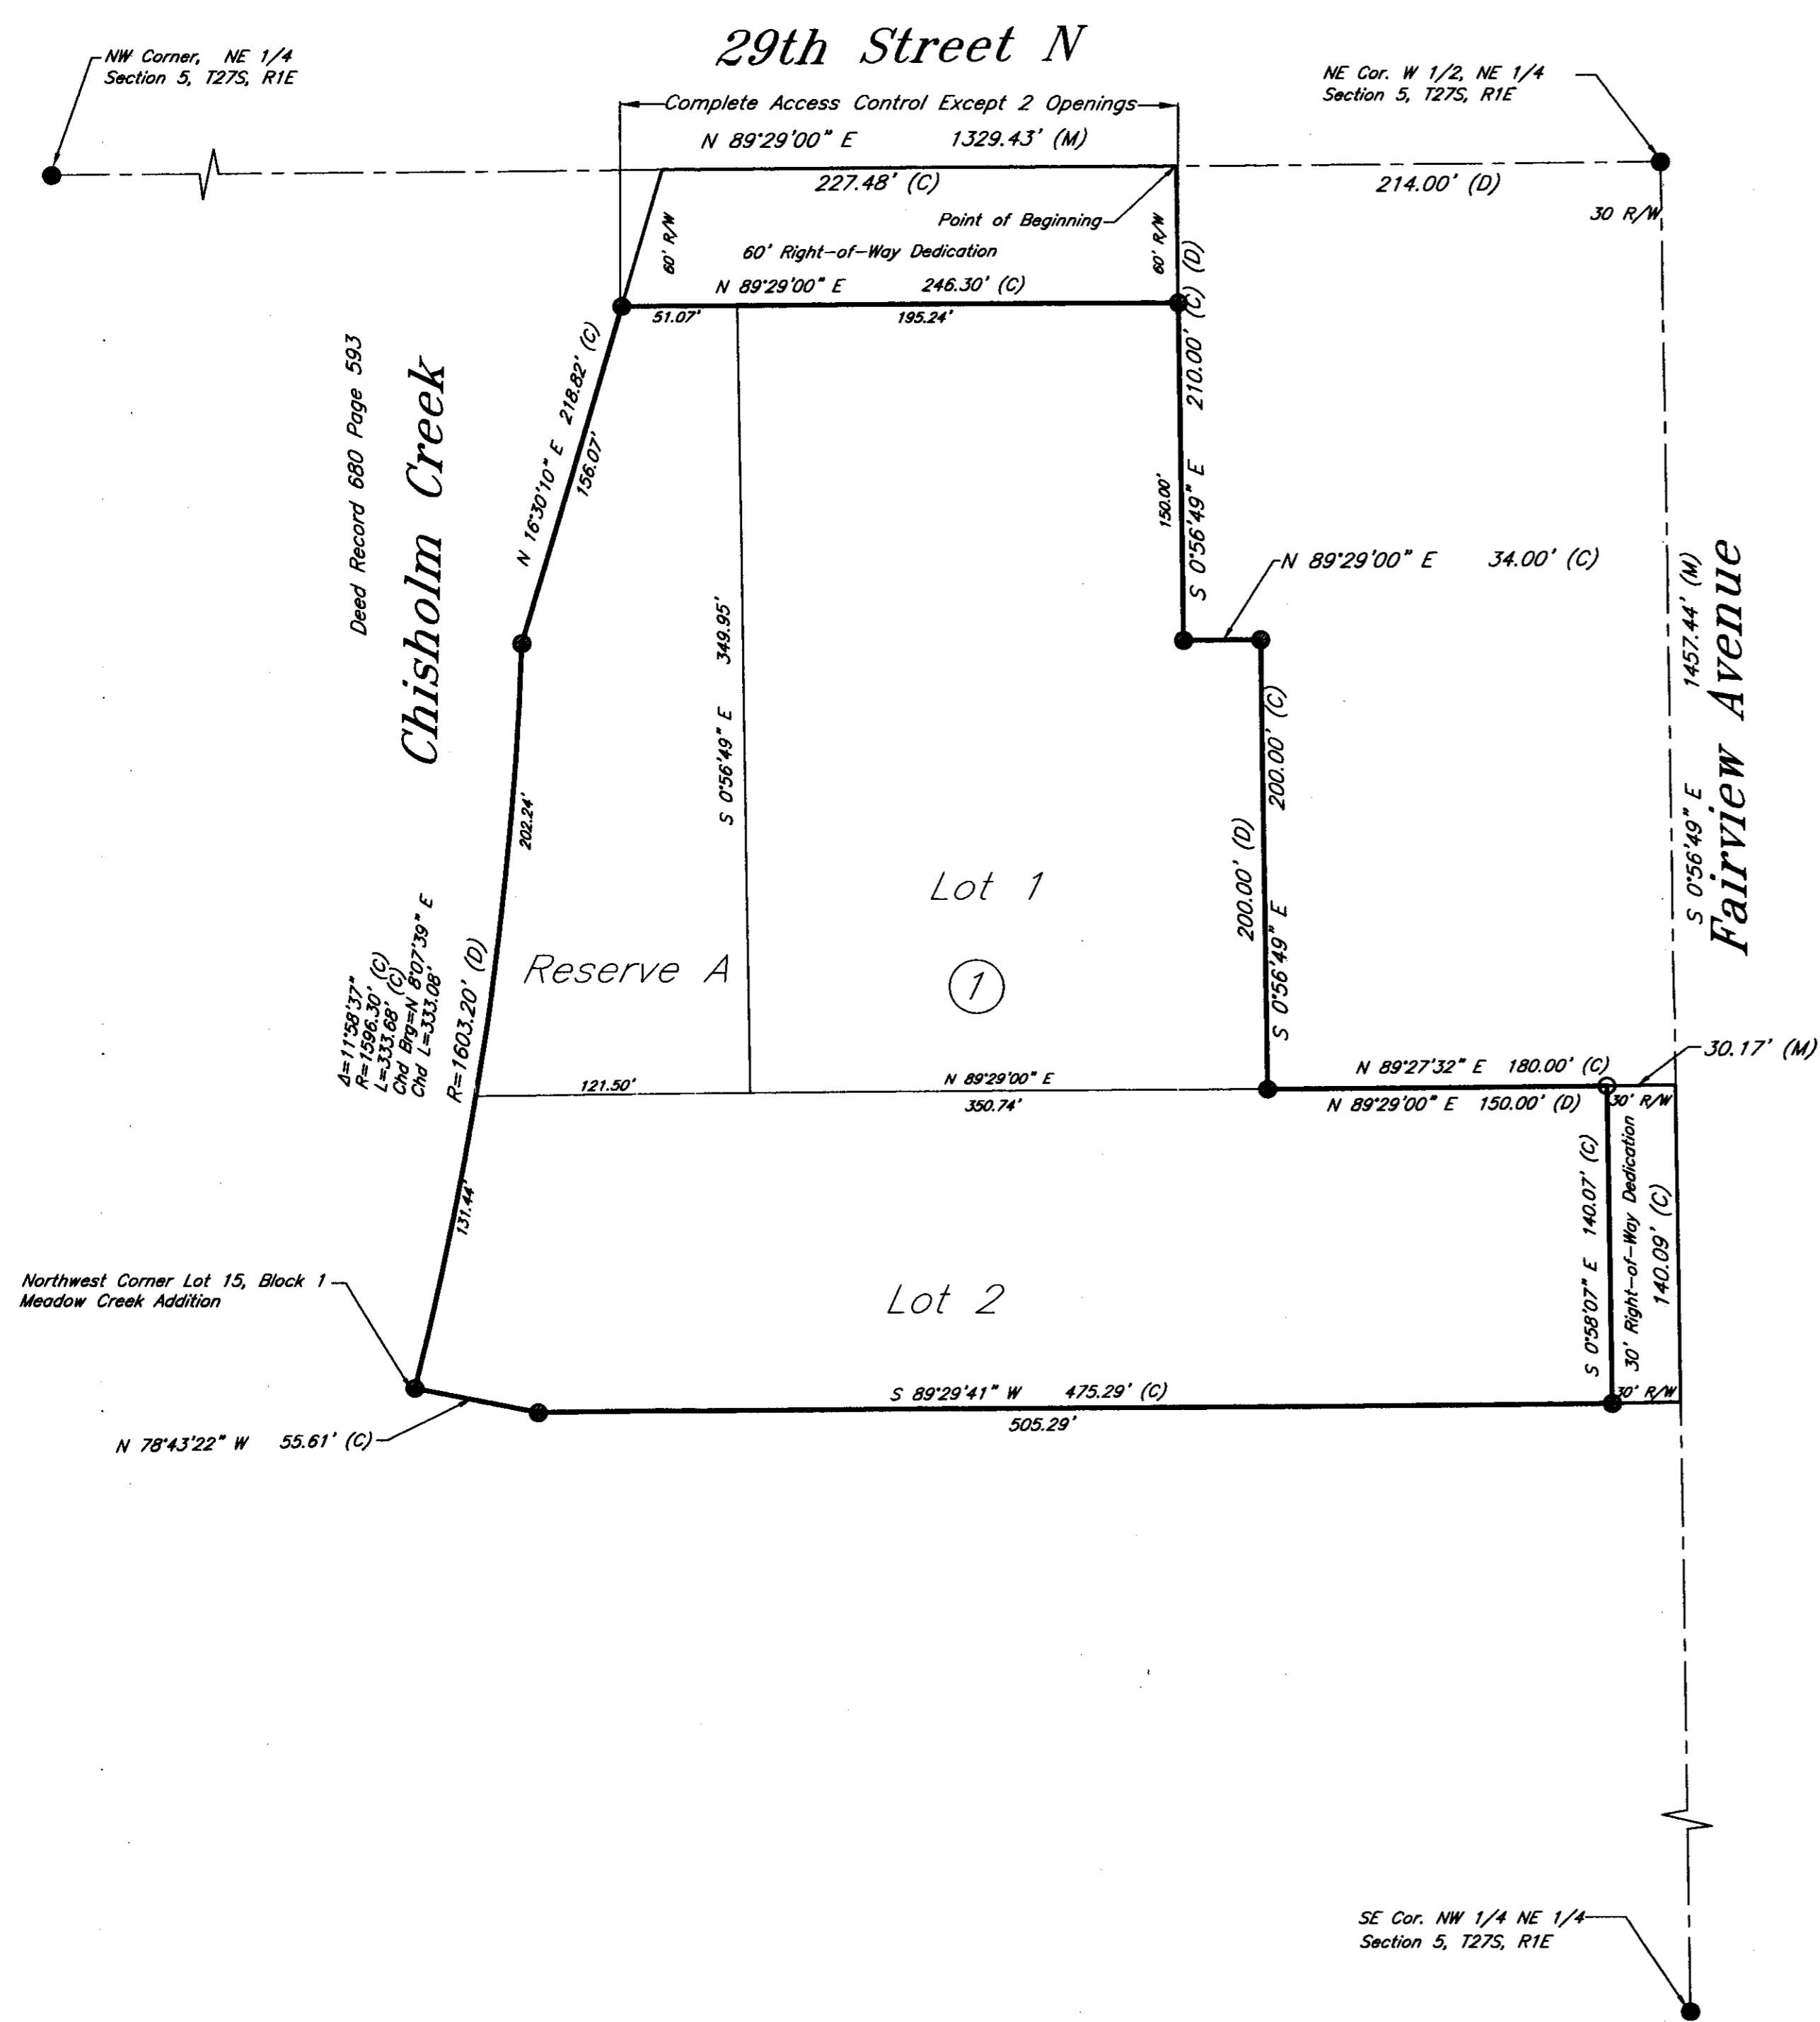 29th Street N
NW Corner, NE 1/4
Section 5, T27S, R1E
NE Cor. W 1/2, NE 1/4
Section 5, T27S, R1E
Complete Access Control Except 2 Openings
N 89°29'00" E 1329.43' (M)
227.48' (C)
214.00' (D)
Point of Beginning
30 R/W
60' R/W
60' R/W
60' Right-of-Way Dedication
N 89°29'00" E 246.30' (C)
51.07'
195.24'
Deed Record 680 Page 593
Chisholm Creek
N 16°30'10" E 218.82' (C)
156.07'
S 0°56'49" E 210.00' (C) (D)
150.00'
N 89°29'00" E 34.00' (C)
S 0°56'49" E 349.95'
202.24'
200.00' (C)
200.00' (D)
S 0°56'49" E
S 0°56'49" E 1457.44' (M)
Fairview Avenue
Lot 1
Reserve A
1
Δ=11°58'37"
R=1596.30' (C)
L=333.68' (C)
Chd Brg=N 8°07'39" E
Chd L=333.08'
R=1603.20' (D)
121.50'
N 89°29'00" E
350.74'
N 89°27'32" E 180.00' (C)
30.17' (M)
N 89°29'00" E 150.00' (D)
30' R/W
131.44'
S 0°58'07" E 140.07' (C)
30' Right-of-Way Dedication
140.09' (C)
Northwest Corner Lot 15, Block 1
Meadow Creek Addition
Lot 2
30' R/W
S 89°29'41" W 475.29' (C)
505.29'
N 78°43'22" W 55.61' (C)
SE Cor. NW 1/4 NE 1/4
Section 5, T27S, R1E